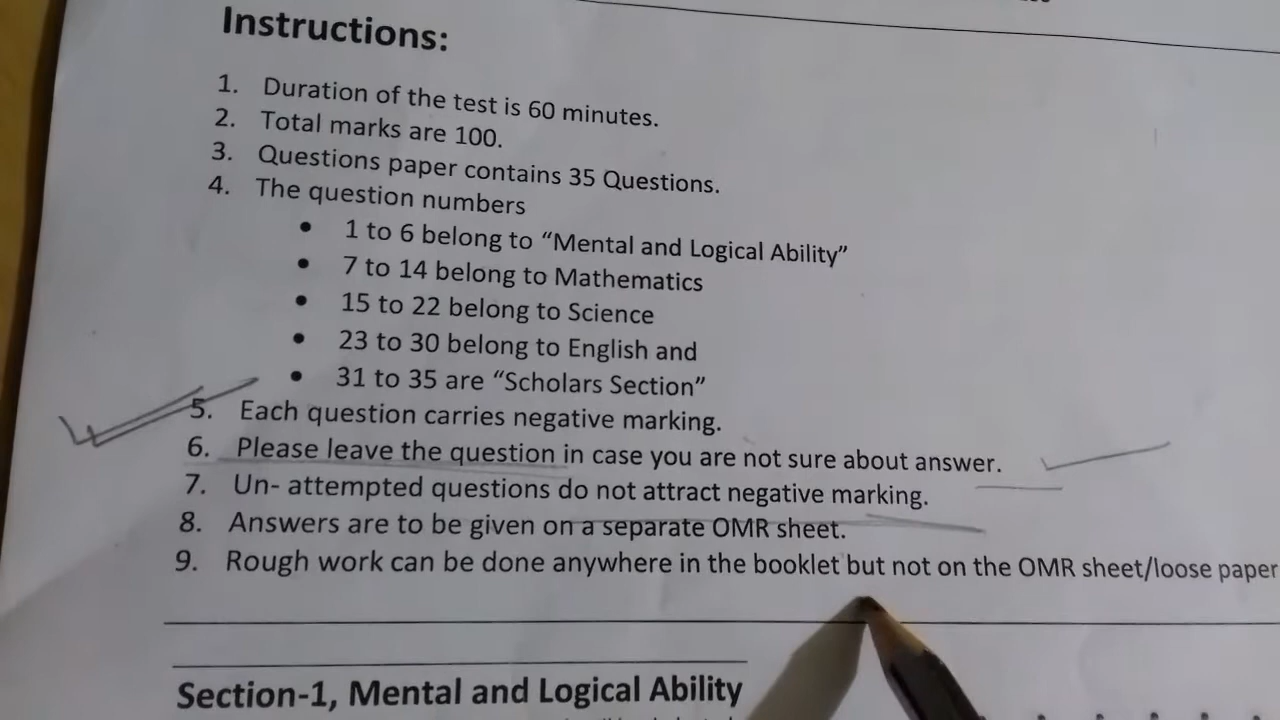 Instructions:
1. Duration of the test is 60 minutes.
2. Total marks are 100.
3. Questions paper contains 35 Questions.
4. The question numbers
• 1 to 6 belong to “Mental and Logical Ability”
• 7 to 14 belong to Mathematics
• 15 to 22 belong to Science
• 23 to 30 belong to English and
• 31 to 35 are “Scholars Section”
5. Each question carries negative marking.
6. Please leave the question in case you are not sure about answer.
7. Un- attempted questions do not attract negative marking.
8. Answers are to be given on a separate OMR sheet.
9. Rough work can be done anywhere in the booklet but not on the OMR sheet/loose paper
Section-1, Mental and Logical Ability